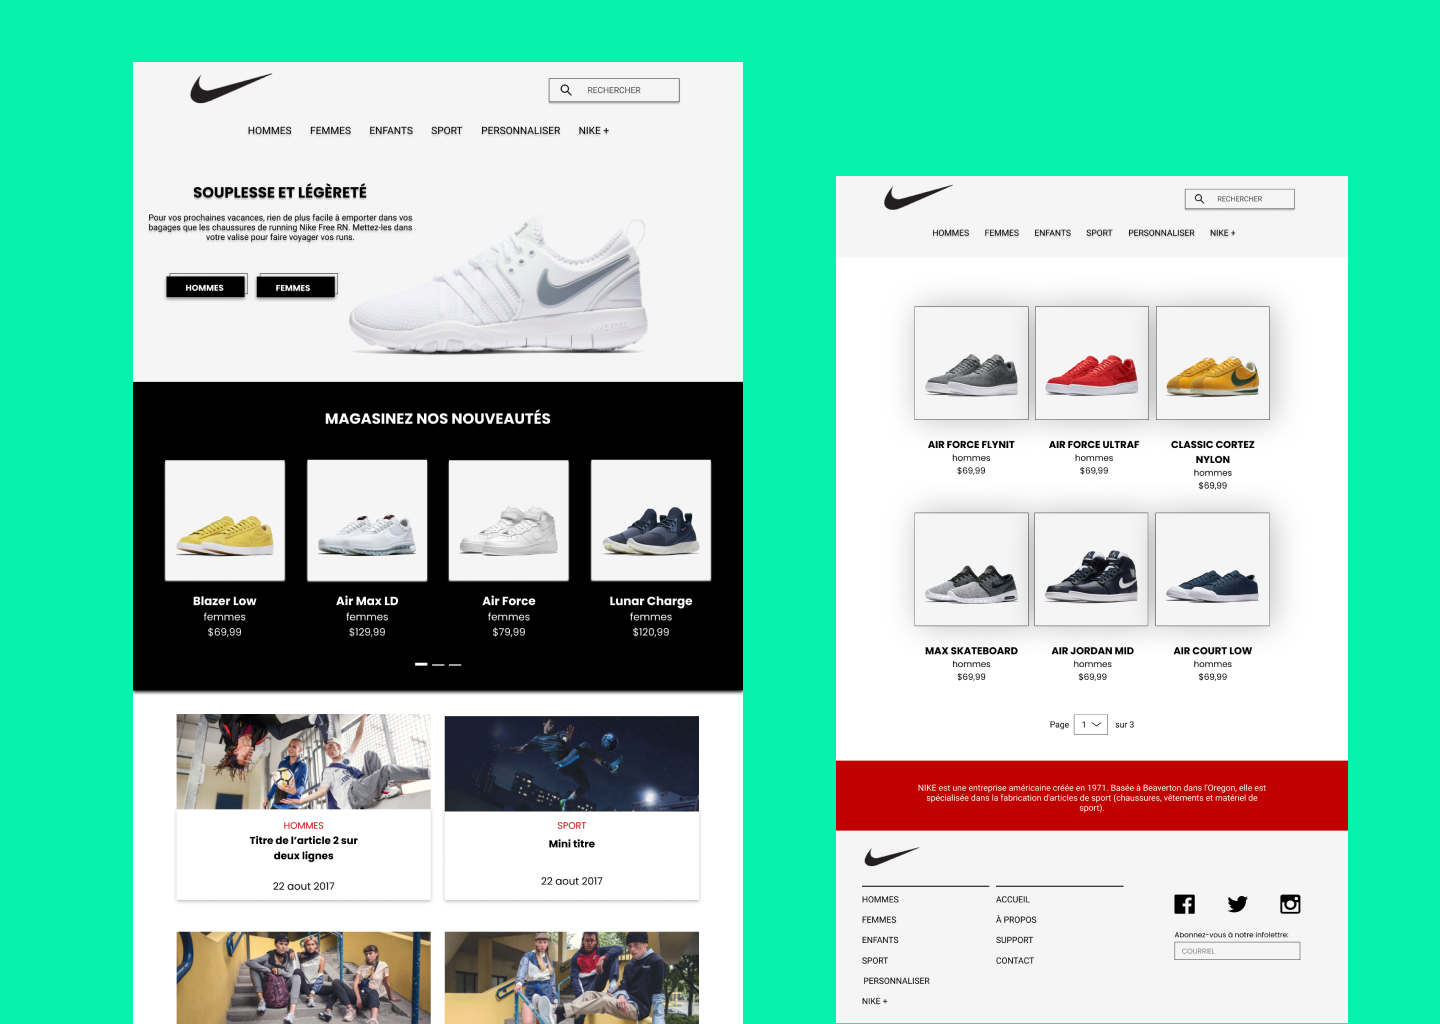 RECHERCHER
HOMMES FEMMES ENFANTS SPORT PERSONNALISER NIKE +
SOUPLESSE ET LÉGÈRETÉ
Pour vos prochaines vacances, rien de plus facile à emporter dans vos
bagages que les chaussures de running Nike Free RN. Mettez-les dans
votre valise pour faire voyager vos runs.
HOMMES FEMMES
MAGASINEZ NOS NOUVEAUTÉS
Blazer Low Air Max LD Air Force Lunar Charge
femmes femmes femmes femmes
$69,99 $129,99 $79,99 $120,99
HOMMES
Titre de l'article 2 sur
deux lignes
22 aout 2017
SPORT
Mini titre
22 aout 2017
RECHERCHER
HOMMES FEMMES ENFANTS SPORT PERSONNALISER NIKE +
AIR FORCE FLYNIT
hommes
$69,99
AIR FORCE ULTRAF
hommes
$69,99
CLASSIC CORTEZ
NYLON
hommes
$69,99
MAX SKATEBOARD AIR JORDAN MID AIR COURT LOW
hommes hommes hommes
$69,99 $69,99 $69,99
Page 1 sur 3
NIKE est une entreprise américaine créée en 1971. Basée à Beaverton dans l'Oregon, elle est
spécialisée dans la fabrication d'articles de sport (chaussures, vêtements et matériel de
sport).
HOMMES
FEMMES
ENFANTS
SPORT
PERSONNALISER
NIKE +
ACCUEIL
À PROPOS
SUPPORT
CONTACT
Abonnez-vous à notre infolettre:
COURRIEL